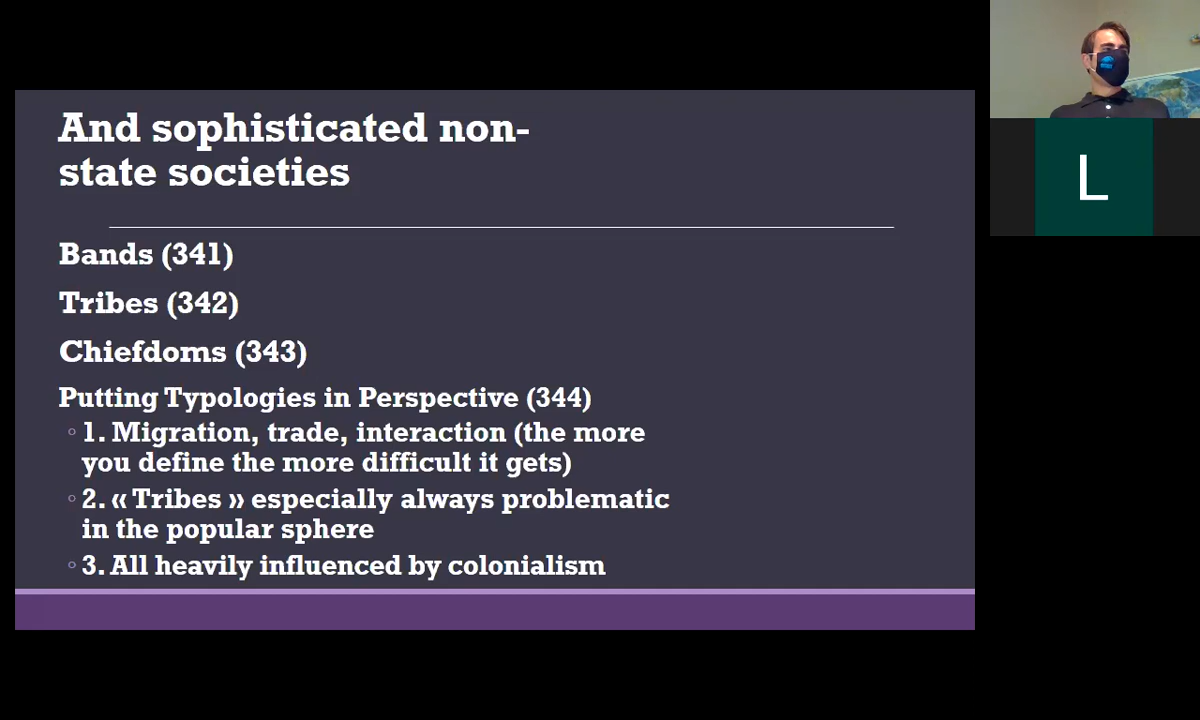 And sophisticated non-
state societies
Bands (341)
Tribes (342)
Chiefdoms (343)
Putting Typologies in Perspective (344)
◦ 1. Migration, trade, interaction (the more
you define the more difficult it gets)
◦ 2. « Tribes » especially always problematic
in the popular sphere
◦ 3. All heavily influenced by colonialism
L